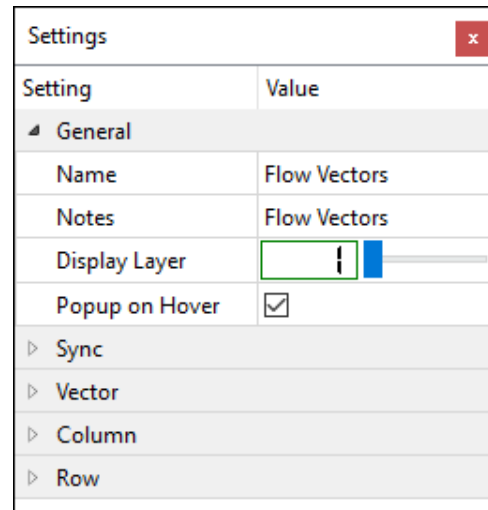 Settings
x
Setting Value
General
Name Flow Vectors
Notes Flow Vectors
Display Layer 1
Popup on Hover
Sync
Vector
Column
Row